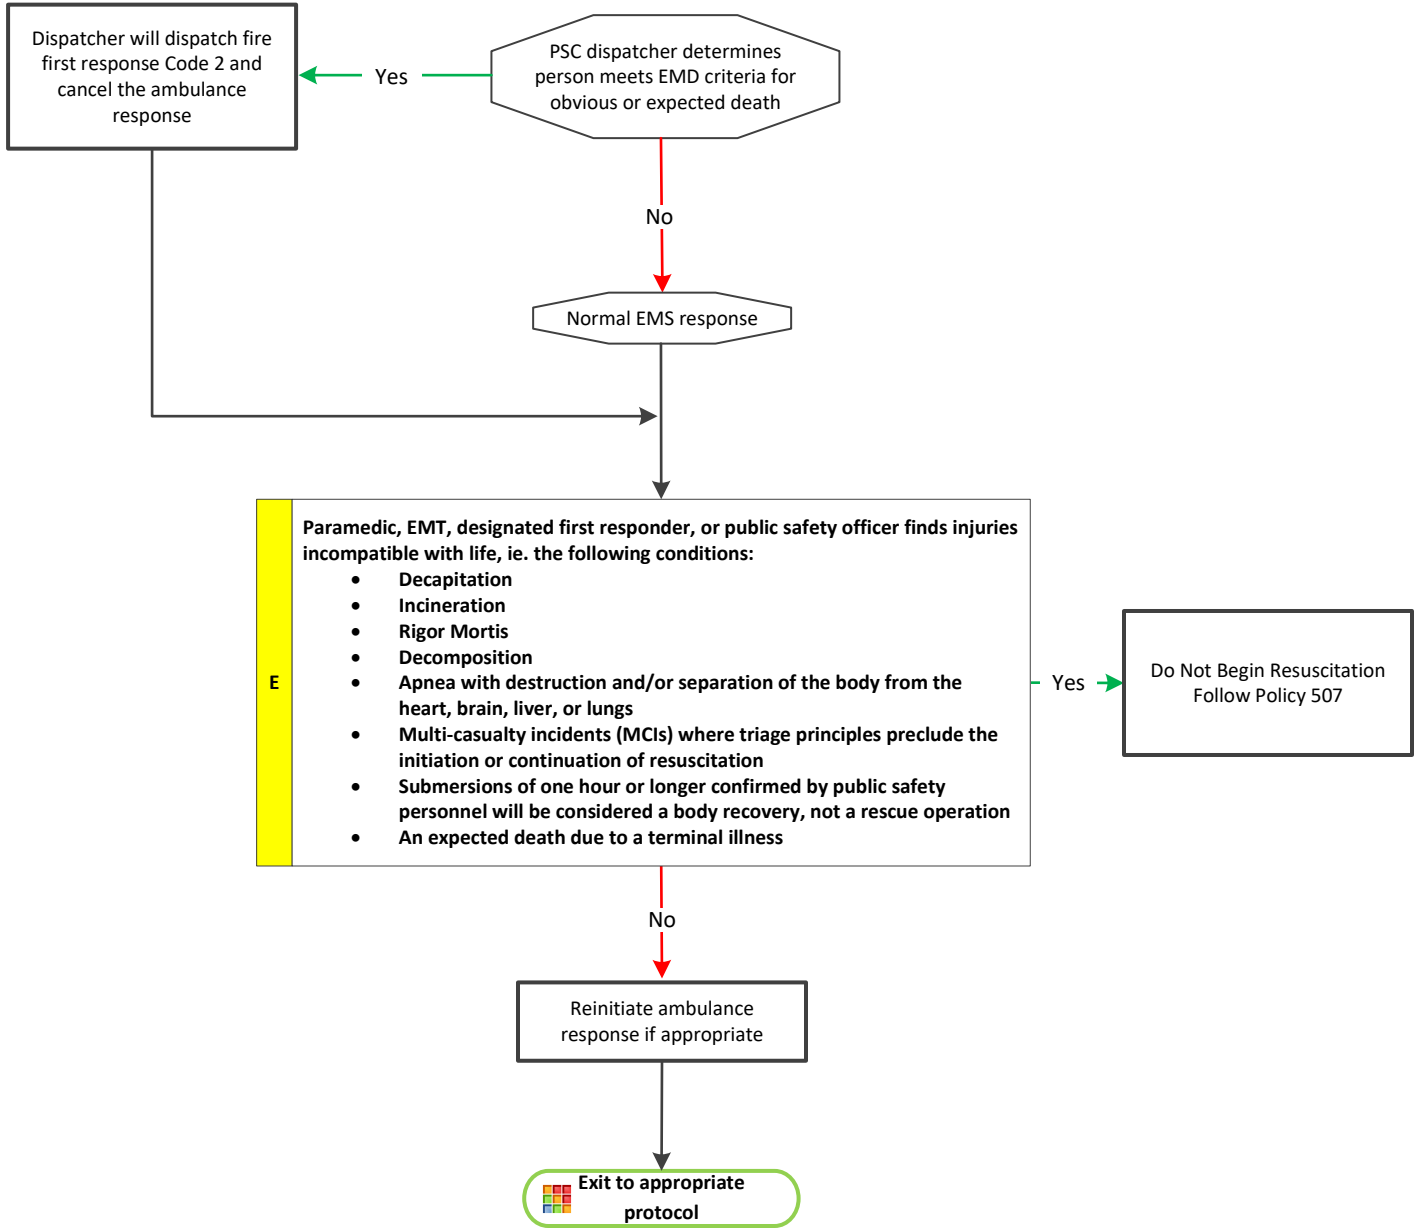 Dispatcher will dispatch fire
first response Code 2 and
cancel the ambulance
response
Yes
PSC dispatcher determines
person meets EMD criteria for
obvious or expected death
No
Normal EMS response
E
Paramedic, EMT, designated first responder, or public safety officer finds injuries
incompatible with life, ie. the following conditions:
• Decapitation
• Incineration
• Rigor Mortis
• Decomposition
• Apnea with destruction and/or separation of the body from the
heart, brain, liver, or lungs
• Multi-casualty incidents (MCIs) where triage principles preclude the
initiation or continuation of resuscitation
• Submersions of one hour or longer confirmed by public safety
personnel will be considered a body recovery, not a rescue operation
• An expected death due to a terminal illness
Yes
Do Not Begin Resuscitation
Follow Policy 507
No
Reinitiate ambulance
response if appropriate
Exit to appropriate
protocol